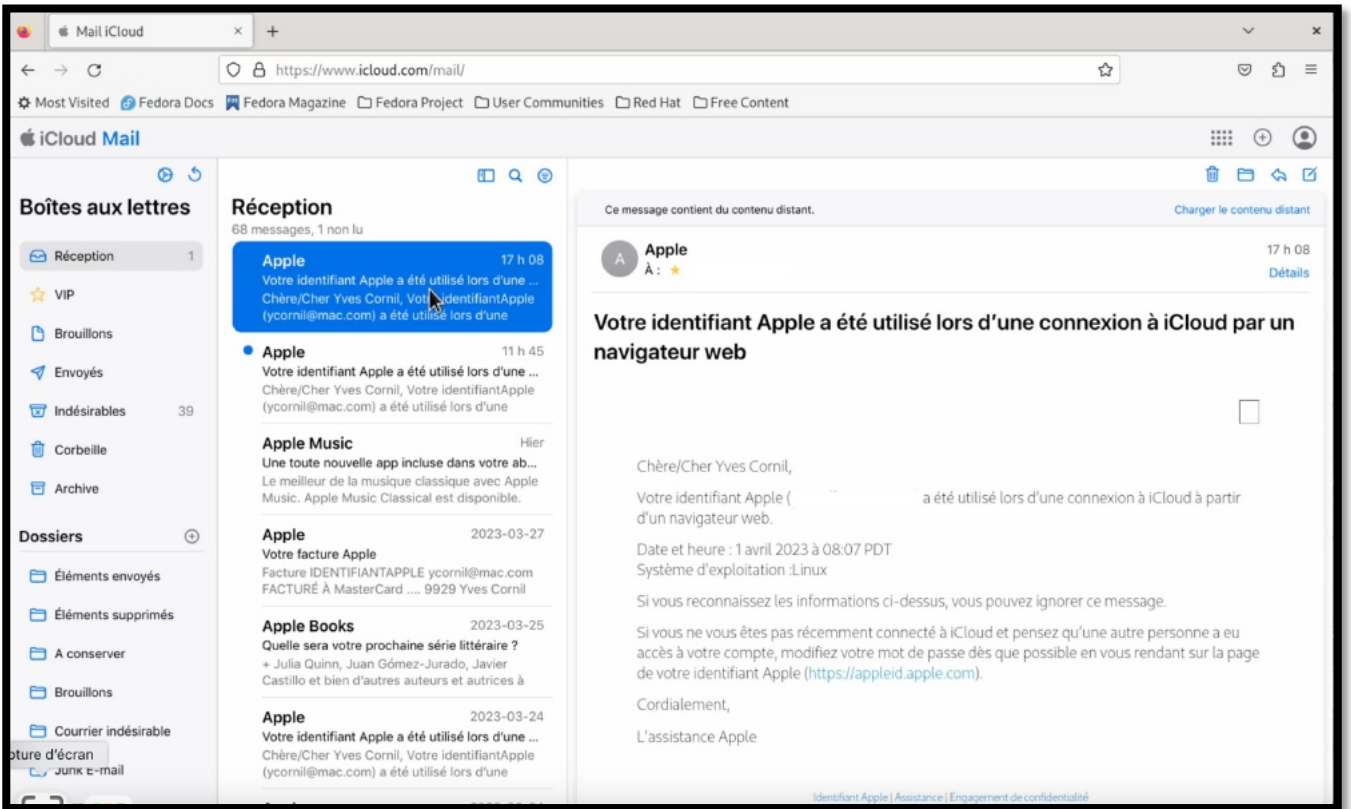 Mail iCloud
https://www.icloud.com/mail/
Most Visited Fedora Docs Fedora Magazine Fedora Project User Communities Red Hat Free Content
iCloud Mail
Boîtes aux lettres
Réception 1
VIP
Brouillons
Envoyés
Indésirables 39
Corbeille
Archive
Dossiers
Éléments envoyés
Éléments supprimés
A conserver
Brouillons
Courrier indésirable
pture d'écran
Junk E-mail
Réception
68 messages, 1 non lu
Apple 17 h 08
Votre identifiant Apple a été utilisé lors d'une ...
Chère/Cher Yves Cornil, Votre identifiantApple
(ycornil@mac.com) a été utilisé lors d'une
Apple 11 h 45
Votre identifiant Apple a été utilisé lors d'une ...
Chère/Cher Yves Cornil, Votre identifiantApple
(ycornil@mac.com) a été utilisé lors d'une
Apple Music Hier
Une toute nouvelle app incluse dans votre ab...
Le meilleur de la musique classique avec Apple
Music. Apple Music Classical est disponible.
Apple 2023-03-27
Votre facture Apple
Facture IDENTIFIANTAPPLE ycornil@mac.com
FACTURÉ À MasterCard .... 9929 Yves Cornil
Apple Books 2023-03-25
Quelle sera votre prochaine série littéraire ?
+ Julia Quinn, Juan Gómez-Jurado, Javier
Castillo et bien d'autres auteurs et autrices à
Apple 2023-03-24
Votre identifiant Apple a été utilisé lors d'une ...
Chère/Cher Yves Cornil, Votre identifiantApple
(ycornil@mac.com) a été utilisé lors d'une
Ce message contient du contenu distant. Charger le contenu distant
A
Apple 17 h 08
À : Détails
Votre identifiant Apple a été utilisé lors d'une connexion à iCloud par un
navigateur web
Chère/Cher Yves Cornil,
Votre identifiant Apple ( a été utilisé lors d'une connexion à iCloud à partir
d'un navigateur web.
Date et heure : 1 avril 2023 à 08:07 PDT
Système d'exploitation :Linux
Si vous reconnaissez les informations ci-dessus, vous pouvez ignorer ce message.
Si vous ne vous êtes pas récemment connecté à iCloud et pensez qu'une autre personne a eu
accès à votre compte, modifiez votre mot de passe dès que possible en vous rendant sur la page
de votre identifiant Apple (https://appleid.apple.com).
Cordialement,
L'assistance Apple
Identifiant Apple | Assistance | Engagement de confidentialité